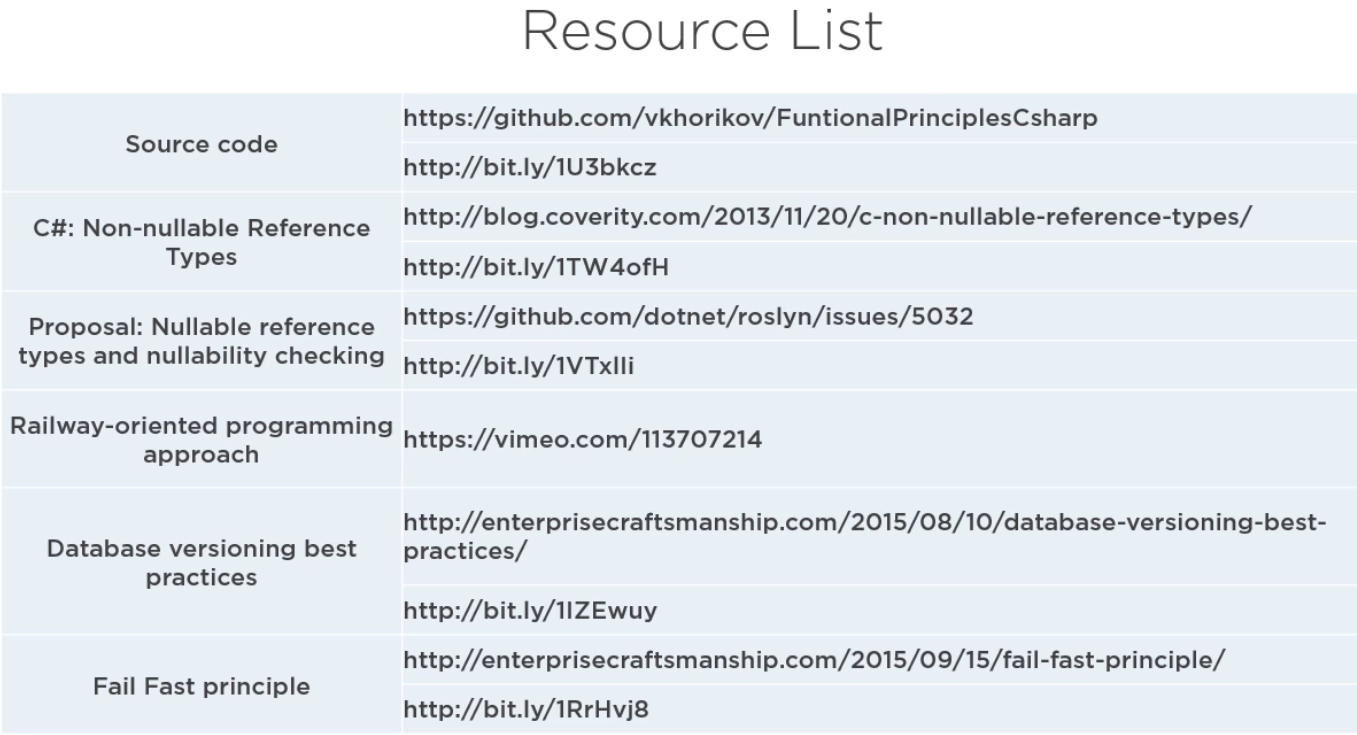 Resource List
Source code
https://github.com/vkhorikov/FuntionalPrinciplesCsharp
http://bit.ly/1U3bkcz
C#: Non-nullable Reference
Types
http://blog.coverity.com/2013/11/20/c-non-nullable-reference-types/
http://bit.ly/1TW4ofH
Proposal: Nullable reference
types and nullability checking
https://github.com/dotnet/roslyn/issues/5032
http://bit.ly/1VTxlli
Railway-oriented programming
approach
https://vimeo.com/113707214
Database versioning best
practices
http://enterprisecraftsmanship.com/2015/08/10/database-versioning-best-
practices/
http://bit.ly/1IZEwuy
Fail Fast principle
http://enterprisecraftsmanship.com/2015/09/15/fail-fast-principle/
http://bit.ly/1RrHvj8